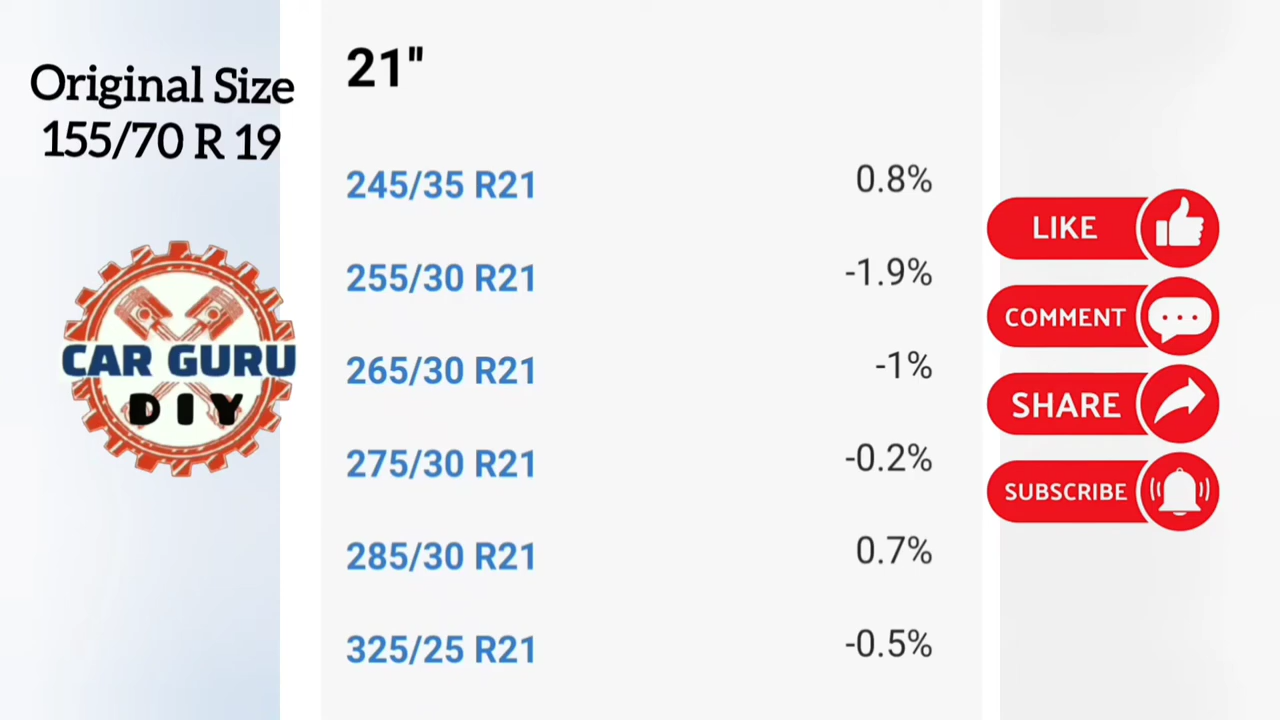 Original Size
155/70 R 19
CAR GURU
DIY
21"
245/35 R21 0.8%
255/30 R21 -1.9%
265/30 R21 -1%
275/30 R21 -0.2%
285/30 R21 0.7%
325/25 R21 -0.5%
LIKE
COMMENT
SHARE
SUBSCRIBE